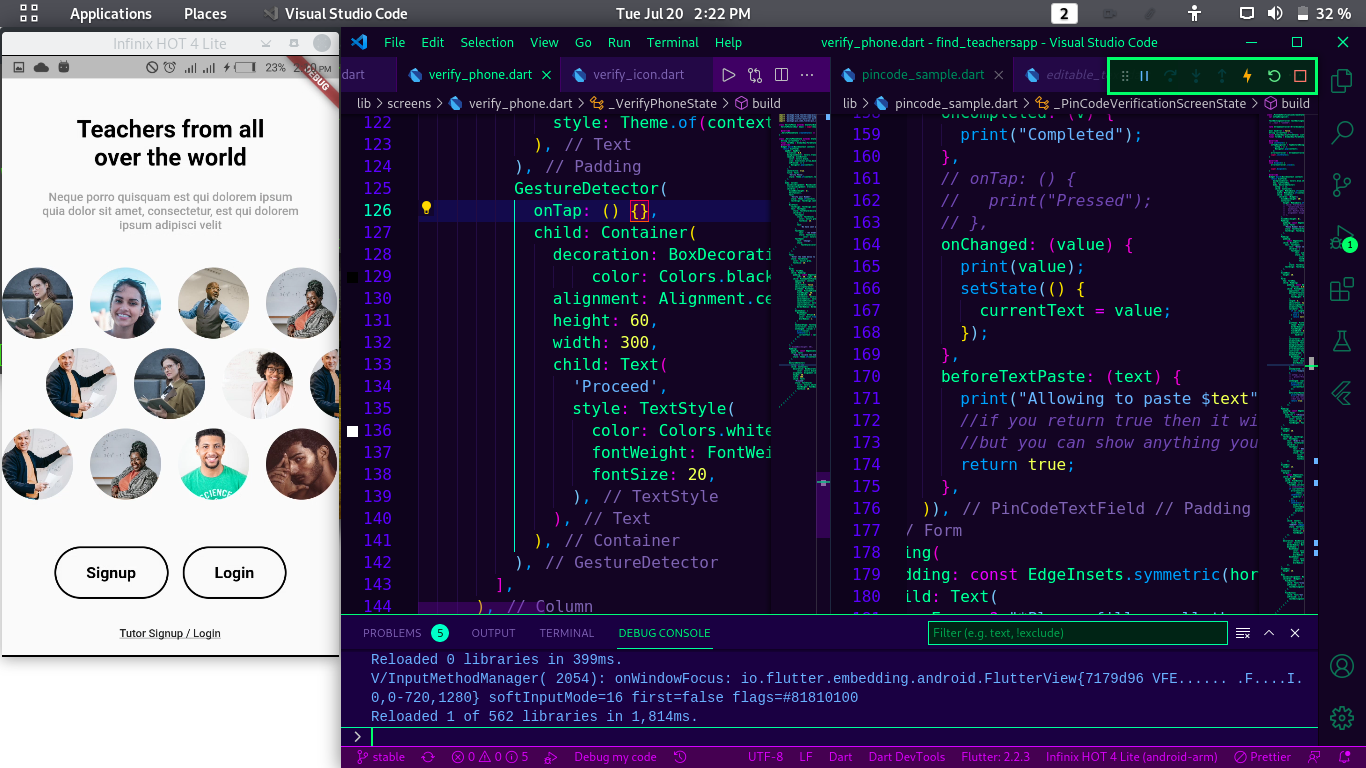 Applications Places Visual Studio Code Tue Jul 20 2:22 PM 2 32 %
Infinix HOT 4 Lite
23%
DEBUG
Teachers from all
over the world
Neque porro quisquam est qui dolorem ipsum
quia dolor sit amet, consectetur, est qui dolorem
ipsum adipisci velit
SCIENCE
Signup Login
Tutor Signup / Login
File Edit Selection View Go Run Terminal Help verify_phone.dart - find_teachersapp - Visual Studio Code
dart verify_phone.dart verify_icon.dart
lib > screens > verify_phone.dart > _VerifyPhoneState > build
122 style: Theme.of(context
123 ), // Text
124 ), // Padding
125 GestureDetector(
126 onTap: () {},
127 child: Container(
128 decoration: BoxDecorati
129 color: Colors.black
130 alignment: Alignment.ce
131 height: 60,
132 width: 300,
133 child: Text(
134 'Proceed',
135 style: TextStyle(
136 color: Colors.white
137 fontWeight: FontWei
138 fontSize: 20,
139 ), // TextStyle
140 ), // Text
141 ), // Container
142 ), // GestureDetector
143 ],
144 ), // Column
pincode_sample.dart editable_t
lib > pincode_sample.dart > _PinCodeVerificationScreenState > build
158 onCompleted: (v) {
159 print("Completed");
160 },
161 // onTap: () {
162 //   print("Pressed");
163 // },
164 onChanged: (value) {
165 print(value);
166 setState(() {
167 currentText = value;
168 });
169 },
170 beforeTextPaste: (text) {
171 print("Allowing to paste $text"
172 //if you return true then it wi
173 //but you can show anything you
174 return true;
175 },
176 )), // PinCodeTextField // Padding
177 / Form
178 ing(
179 dding: const EdgeInsets.symmetric(hor
180 ild: Text(
1
PROBLEMS 5 OUTPUT TERMINAL DEBUG CONSOLE Filter (e.g. text, !exclude)
Reloaded 0 libraries in 399ms.
V/InputMethodManager( 2054): onWindowFocus: io.flutter.embedding.android.FlutterView{7179d96 VFE...... .F....I.
0,0-720,1280} softInputMode=16 first=false flags=#81810100
Reloaded 1 of 562 libraries in 1,814ms.
>
stable 0 0 5 Debug my code UTF-8 LF Dart Dart DevTools Flutter: 2.2.3 Infinix HOT 4 Lite (android-arm) Prettier